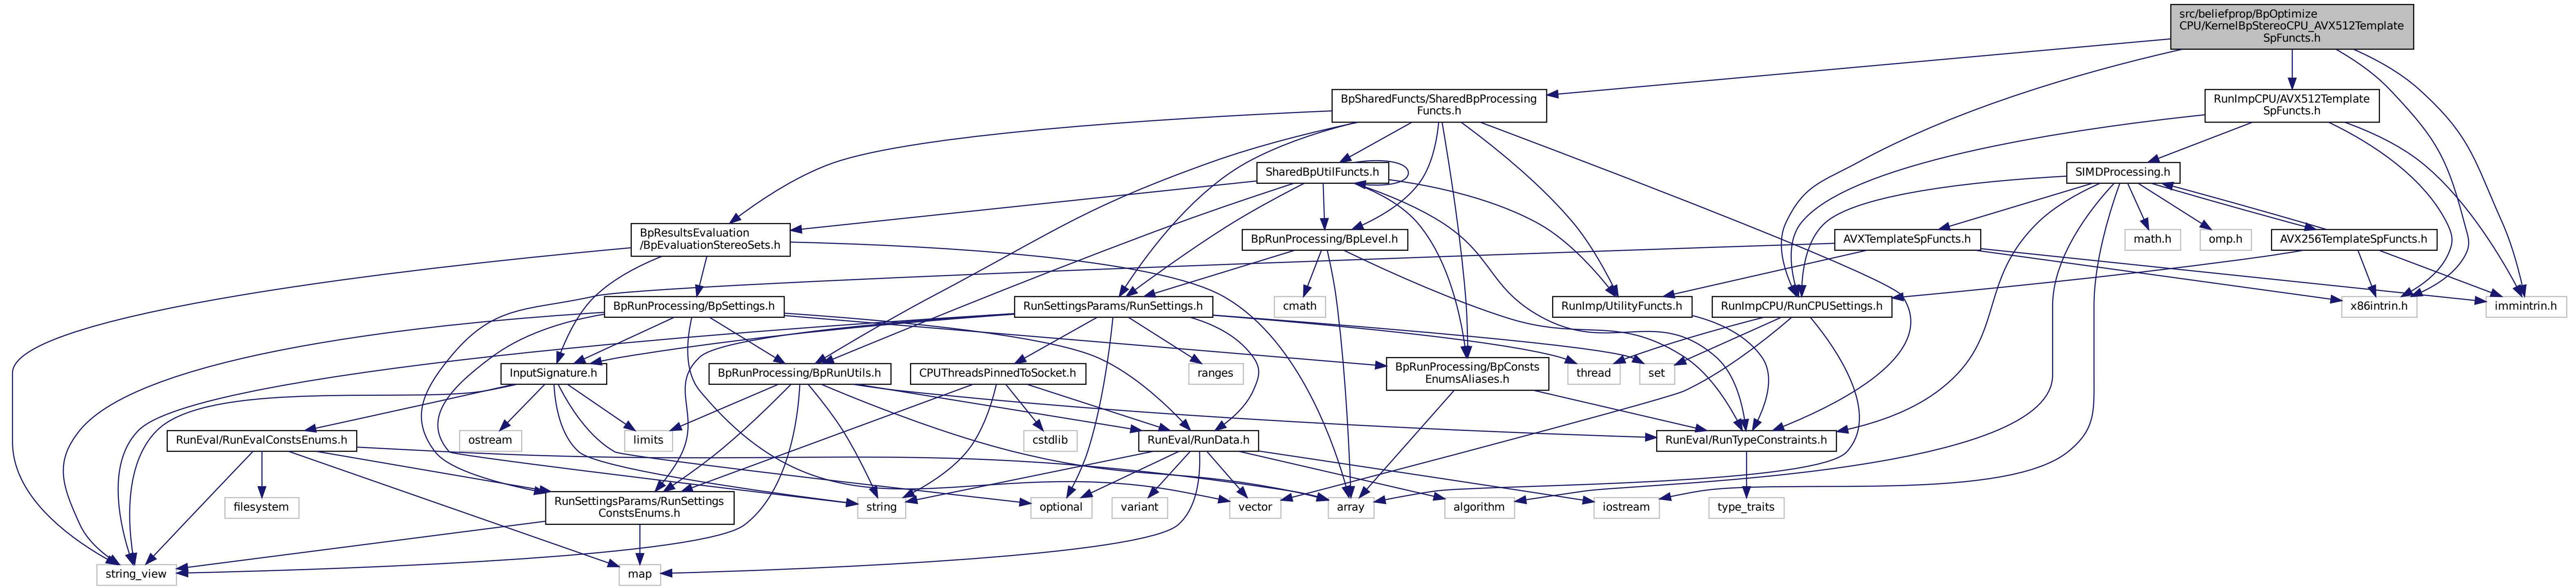 src/beliefprop/BpOptimize
CPU/KernelBpStereoCPU_AVX512Template
SpFuncts.h
BpSharedFuncts/SharedBpProcessing
Functs.h
RunImpCPU/AVX512Template
SpFuncts.h
SharedBpUtilFuncts.h
SIMDProcessing.h
BpResultsEvaluation
/BpEvaluationStereoSets.h
BpRunProcessing/BpLevel.h
AVXTemplateSpFuncts.h
math.h
omp.h
AVX256TemplateSpFuncts.h
BpRunProcessing/BpSettings.h
RunSettingsParams/RunSettings.h
cmath
RunImp/UtilityFuncts.h
RunImpCPU/RunCPUSettings.h
x86intrin.h
immintrin.h
InputSignature.h
BpRunProcessing/BpRunUtils.h
CPUThreadsPinnedToSocket.h
ranges
BpRunProcessing/BpConsts
EnumsAliases.h
thread
set
RunEval/RunEvalConstsEnums.h
ostream
limits
cstdlib
RunEval/RunData.h
RunEval/RunTypeConstraints.h
filesystem
RunSettingsParams/RunSettings
ConstsEnums.h
string
optional
variant
vector
array
algorithm
iostream
type_traits
string_view
map